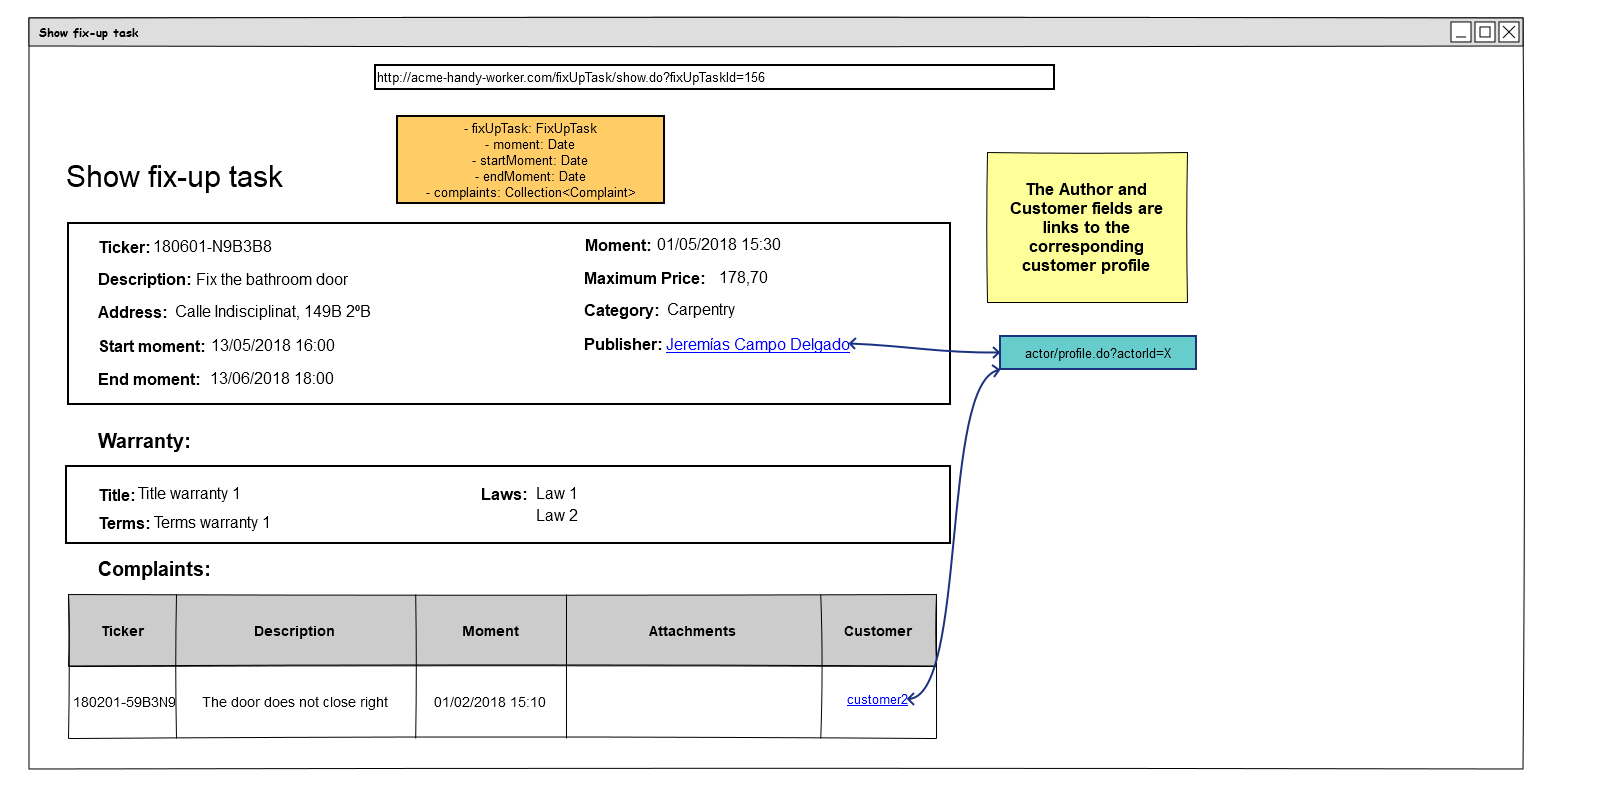 Show fix-up task
http://acme-handy-worker.com/fixUpTask/show.do?fixUpTaskId=156
- fixUpTask: FixUpTask
- moment: Date
- startMoment: Date
- endMoment: Date
- complaints: Collection<Complaint>
Show fix-up task
The Author and
Customer fields are
links to the
corresponding
customer profile
Ticker: 180601-N9B3B8
Moment: 01/05/2018 15:30
Description: Fix the bathroom door
Maximum Price: 178,70
Address: Calle Indisciplinat, 149B 2ºB
Category: Carpentry
Start moment: 13/05/2018 16:00
Publisher: Jeremías Campo Delgado
actor/profile.do?actorId=X
End moment: 13/06/2018 18:00
Warranty:
Title: Title warranty 1
Laws: Law 1
Law 2
Terms: Terms warranty 1
Complaints:
Ticker Description Moment Attachments Customer
180201-59B3N9 The door does not close right 01/02/2018 15:10 customer2